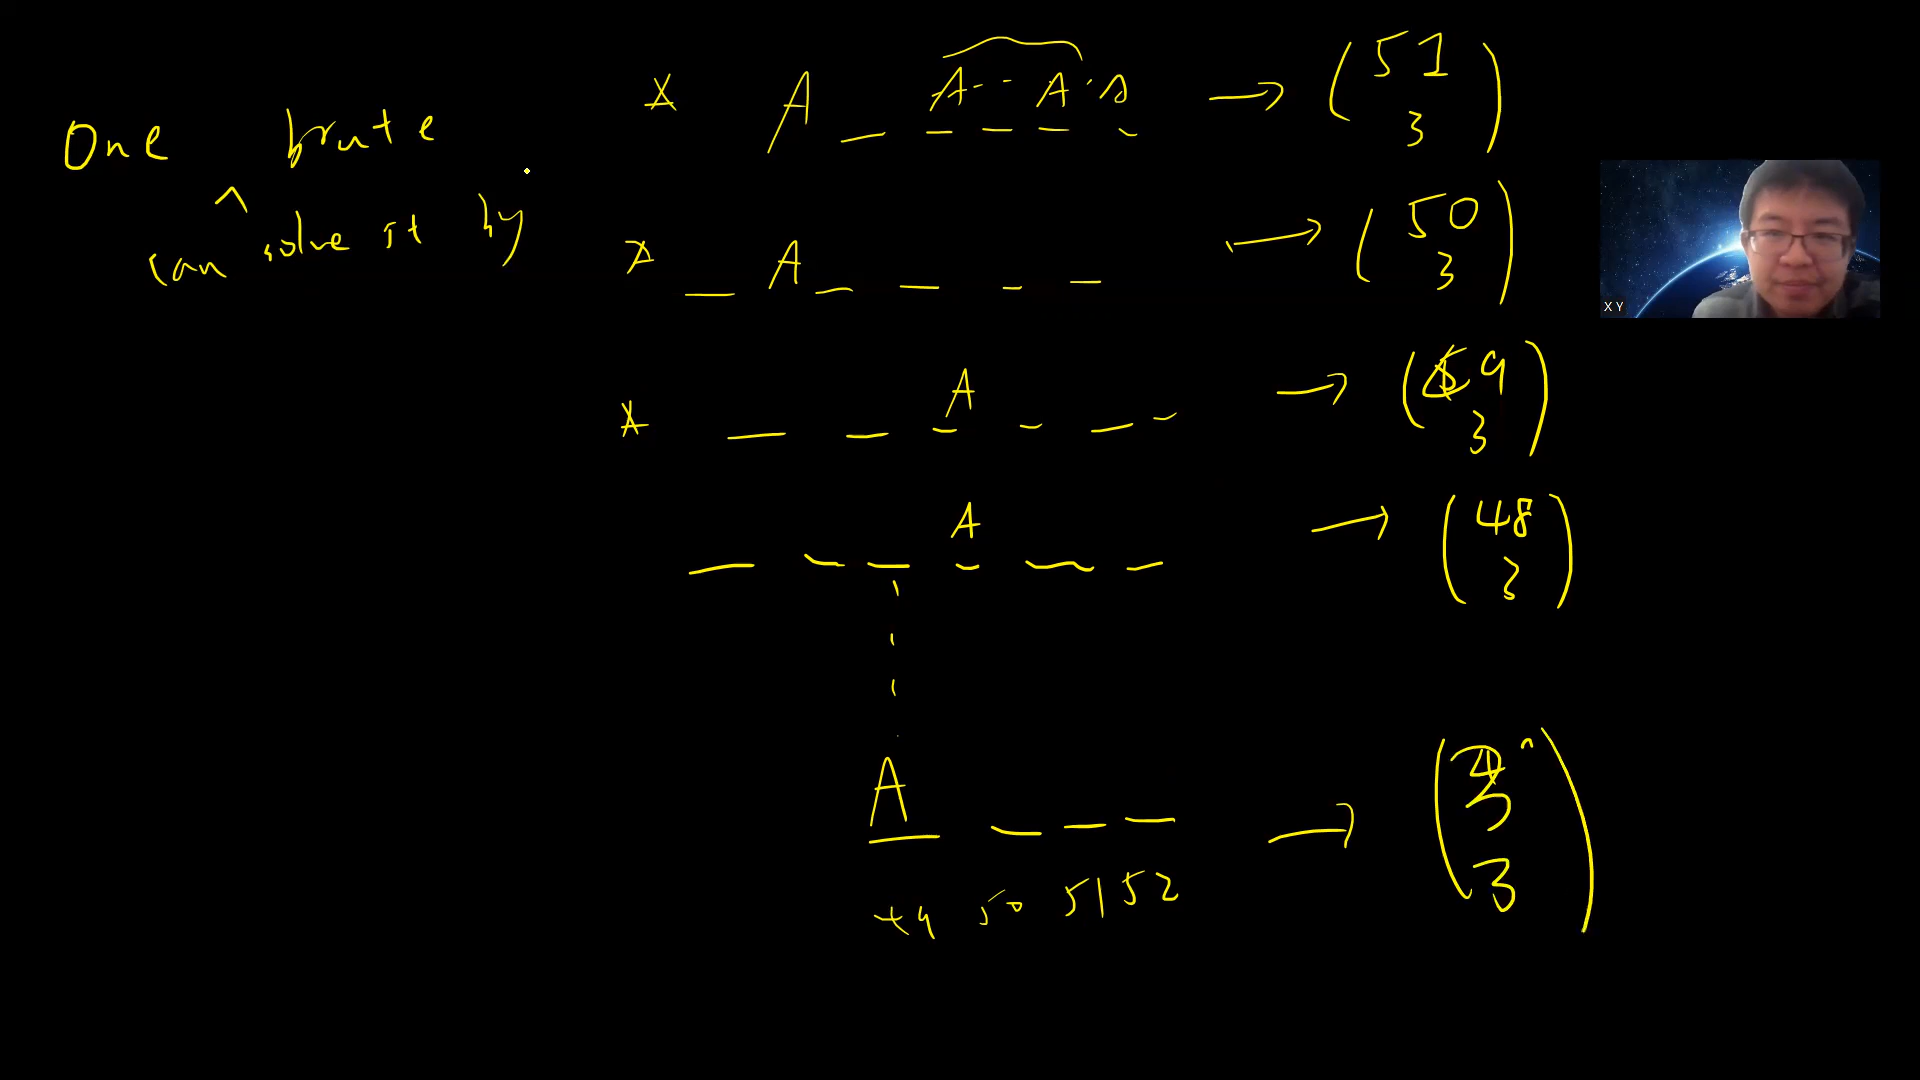 One brute
can solve it by
* A A A A → (51 3)
* A → (50 3)
* A → (49 3)
A → (48 3)
A → (3 3)
49 50 51 52
X Y